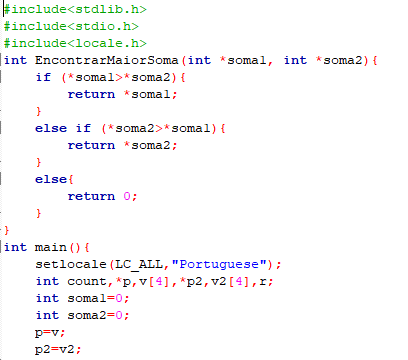 #include<stdlib.h>
#include<stdio.h>
#include<locale.h>
int EncontrarMaiorSoma(int *soma1, int *soma2){
    if (*soma1>*soma2){
        return *soma1;
    }
    else if (*soma2>*soma1){
        return *soma2;
    }
    else{
        return 0;
    }
}
int main(){
    setlocale(LC_ALL,"Portuguese");
    int count,*p,v[4],*p2,v2[4],r;
    int soma1=0;
    int soma2=0;
    p=v;
    p2=v2;